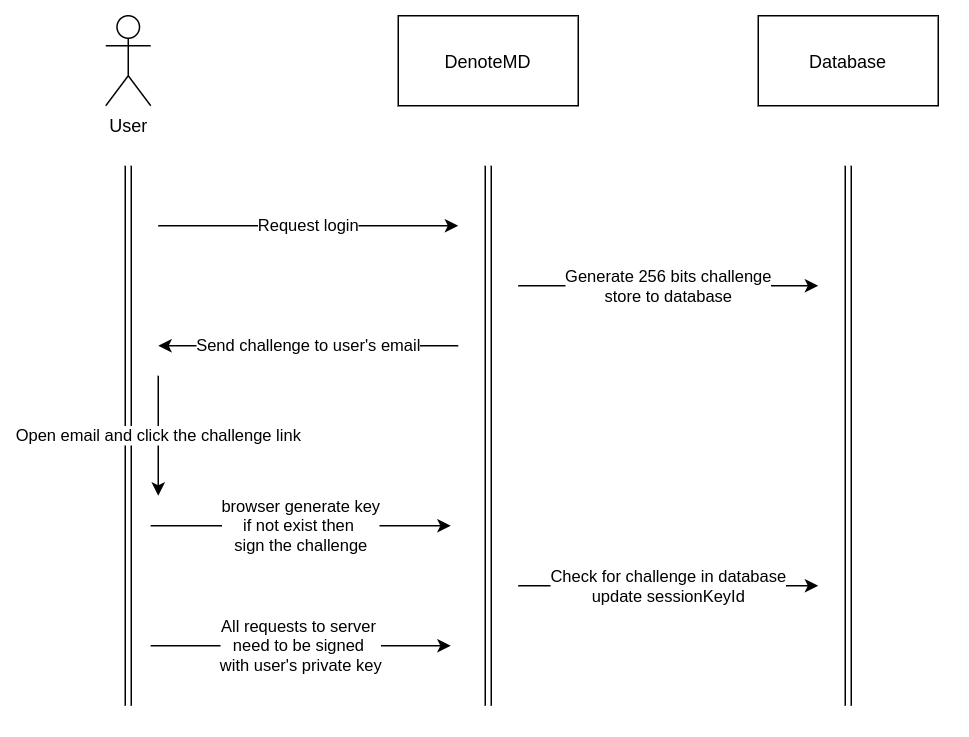 DenoteMD
Database
User
Request login
Generate 256 bits challenge
store to database
Send challenge to user's email
Open email and click the challenge link
browser generate key
if not exist then
sign the challenge
Check for challenge in database
update sessionKeyId
All requests to server
need to be signed
with user's private key